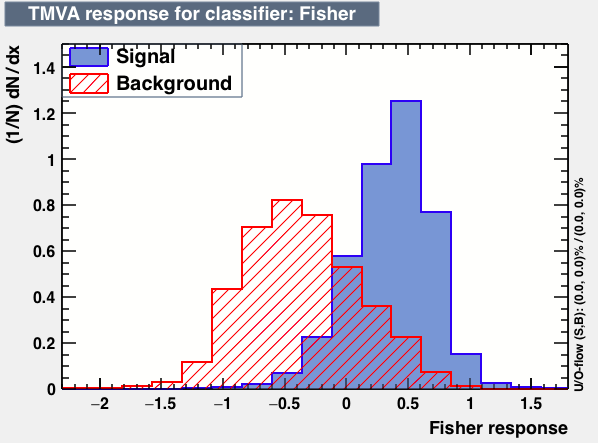 TMVA response for classifier: Fisher
(1/N) dN / dx
Signal
Background
1.4
1.2
1
0.8
0.6
0.4
0.2
0
−2
−1.5
−1
−0.5
0
0.5
1
1.5
Fisher response
U/O-flow (S,B): (0.0, 0.0)% / (0.0, 0.0)%